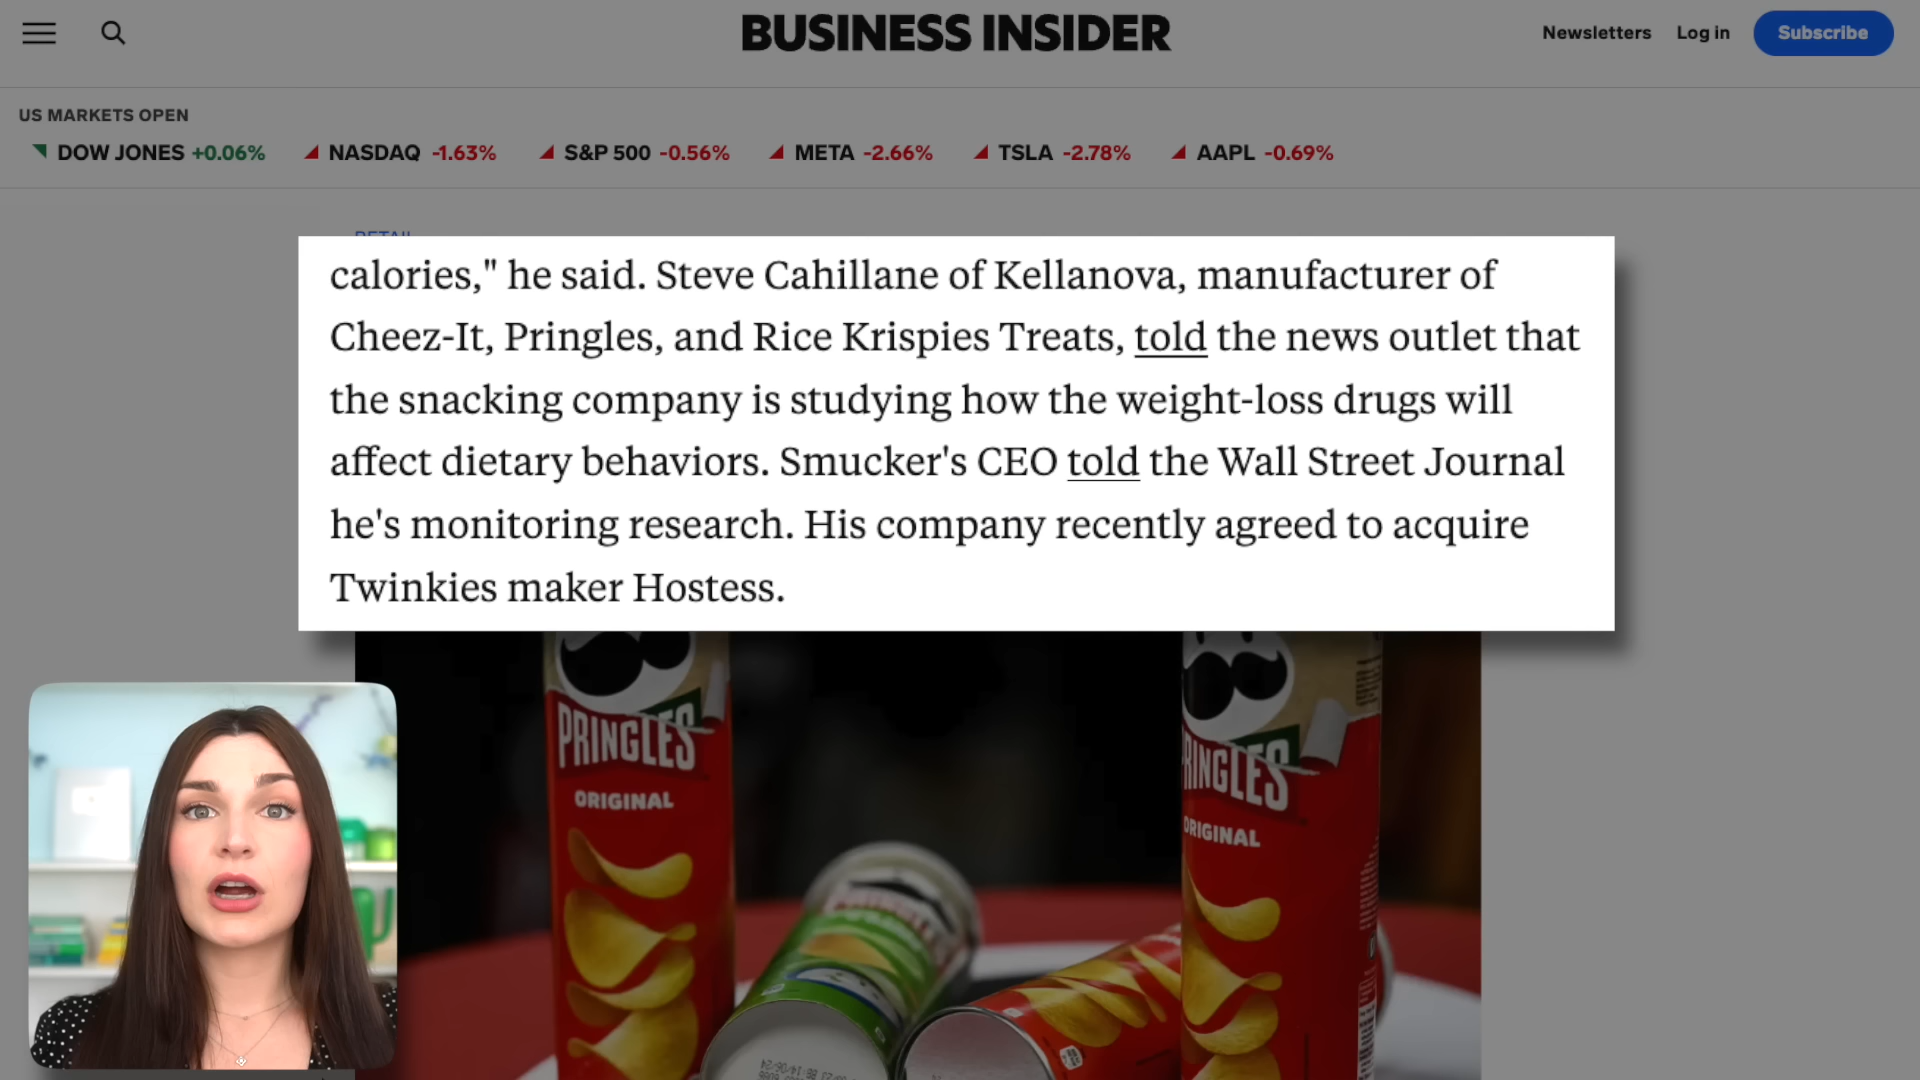 BUSINESS INSIDER
Newsletters
Log in
Subscribe
US MARKETS OPEN
DOW JONES +0.06%
NASDAQ -1.63%
S&P 500 -0.56%
META -2.66%
TSLA -2.78%
AAPL -0.69%
RETAIL
calories," he said. Steve Cahillane of Kellanova, manufacturer of
Cheez-It, Pringles, and Rice Krispies Treats, told the news outlet that
the snacking company is studying how the weight-loss drugs will
affect dietary behaviors. Smucker's CEO told the Wall Street Journal
he's monitoring research. His company recently agreed to acquire
Twinkies maker Hostess.
PRINGLES
ORIGINAL
PRINGLES
ORIGINAL